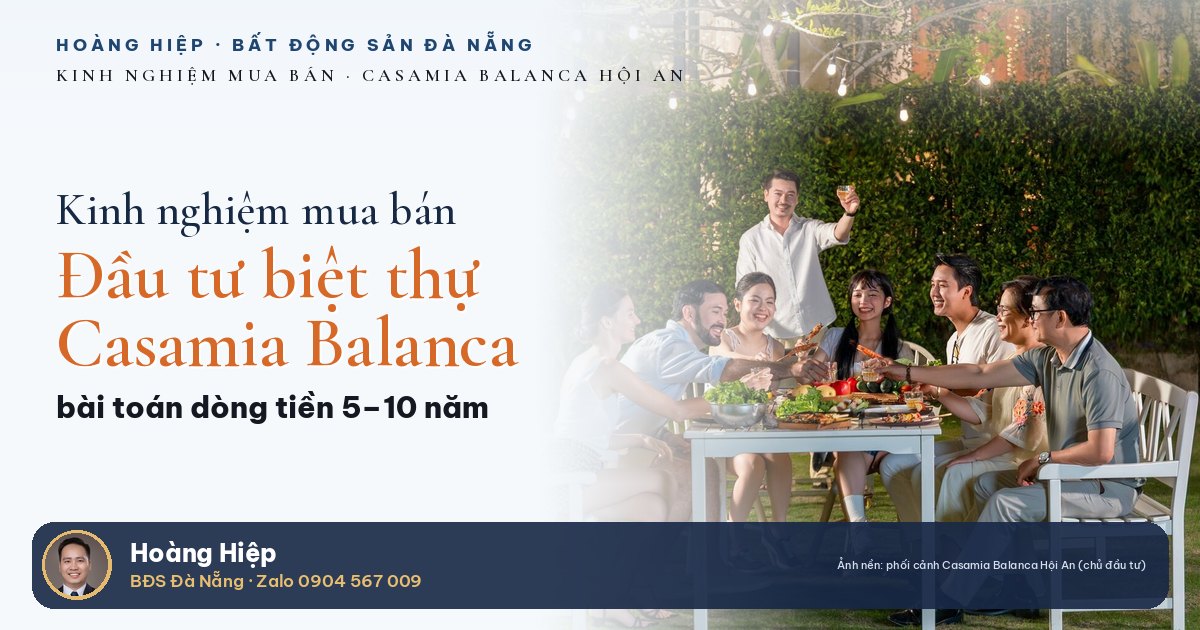 HOÀNG HIỆP · BẤT ĐỘNG SẢN ĐÀ NẴNG
KINH NGHIỆM MUA BÁN · CASAMIA BALANCA HỘI AN
Kinh nghiệm mua bán
Đầu tư biệt thự
Casamia Balanca
bài toán dòng tiền 5–10 năm
Hoàng Hiệp
BĐS Đà Nẵng · Zalo 0904 567 009
Ảnh nền: phối cảnh Casamia Balanca Hội An (chủ đầu tư)